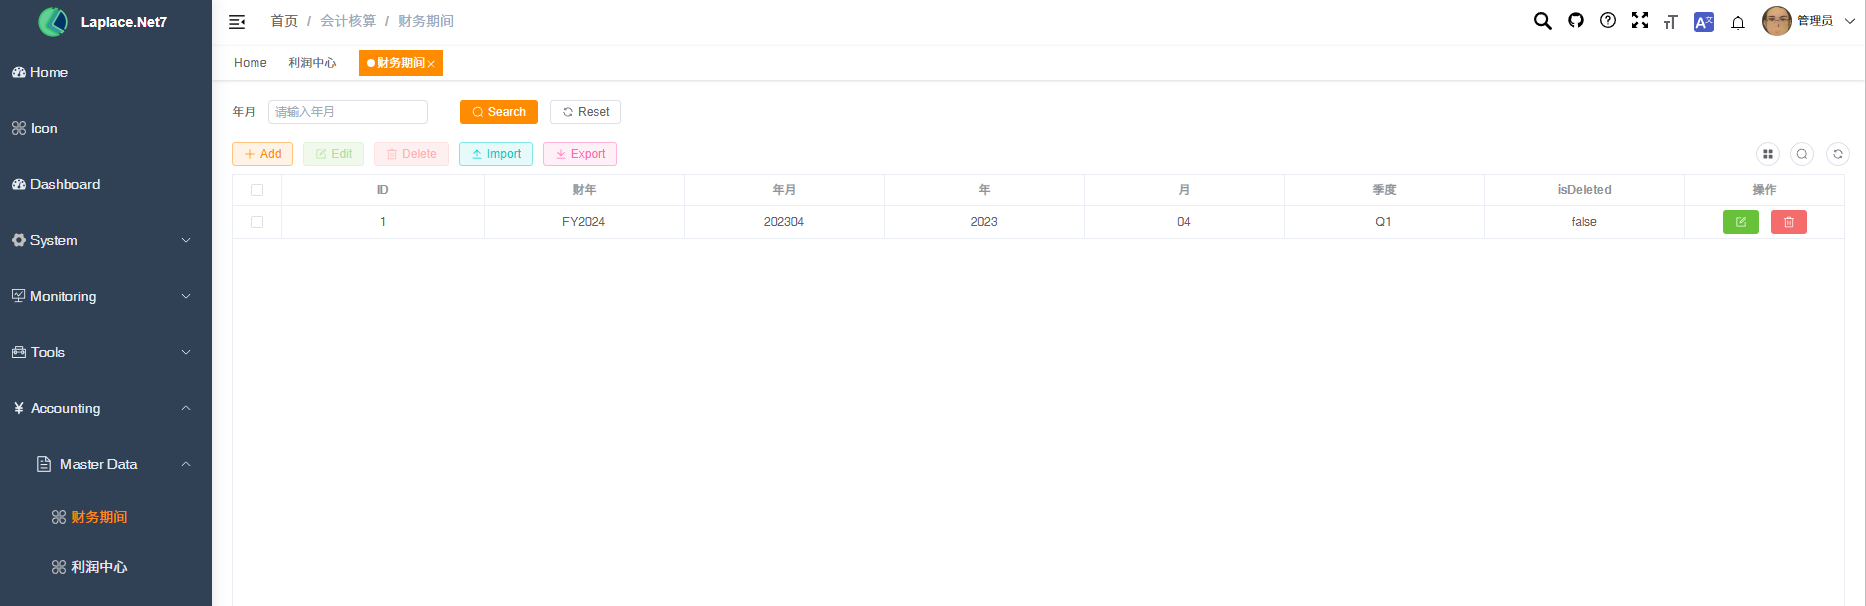 Laplace.Net7
首页 / 会计核算 / 财务期间
管理员
Home 利润中心 财务期间
Home
Icon
Dashboard
System
Monitoring
Tools
Accounting
Master Data
财务期间
利润中心
年月 请输入年月 Search Reset
Add Edit Delete Import Export
ID 财年 年月 年 月 季度 isDeleted 操作
1 FY2024 202304 2023 04 Q1 false